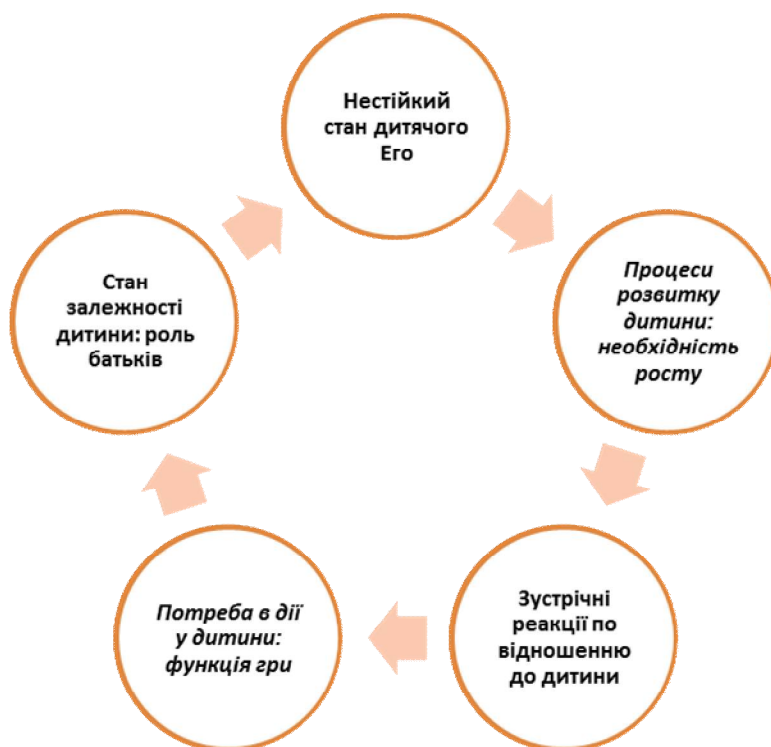 Нестійкий
стан дитячого
Его
Процеси
розвитку
дитини:
необхідність
росту
Зустрічні
реакції по
відношенню
до дитини
Потреба в дії
у дитини:
функція гри
Стан
залежності
дитини: роль
батьків